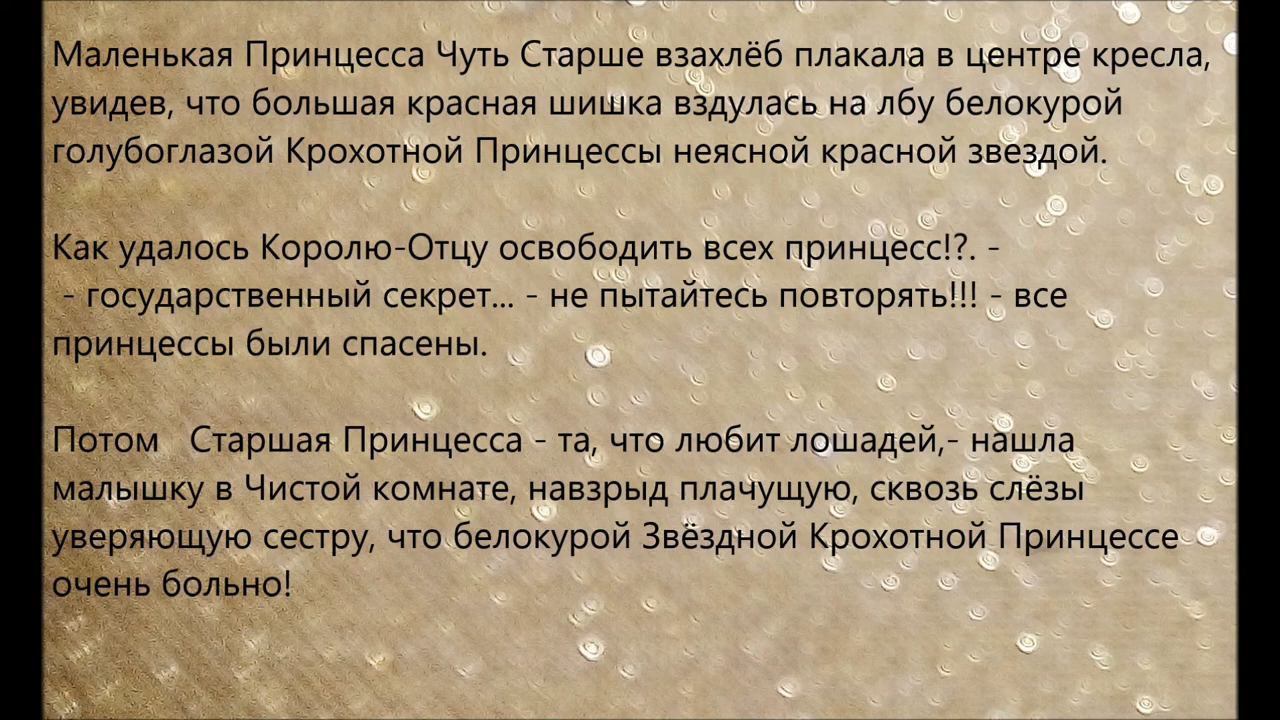 Маленькая Принцесса Чуть Старше взахлёб плакала в центре кресла,
увидев, что большая красная шишка вздулась на лбу белокурой
голубоглазой Крохотной Принцессы неясной красной звездой.
Как удалось Королю-Отцу освободить всех принцесс!?. -
- государственный секрет... - не пытайтесь повторять!!! - все
принцессы были спасены.
Потом   Старшая Принцесса - та, что любит лошадей,- нашла
малышку в Чистой комнате, навзрыд плачущую, сквозь слёзы
уверяющую сестру, что белокурой Звёздной Крохотной Принцессе
очень больно!